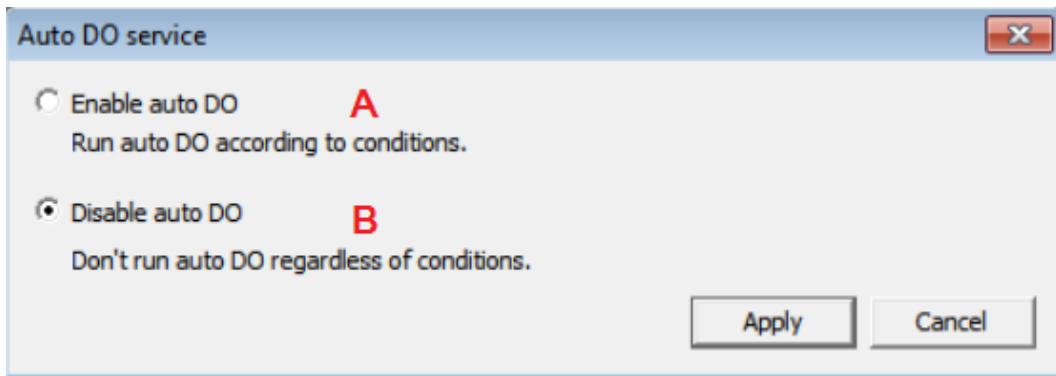 Auto DO service
Enable auto DO A
Run auto DO according to conditions.
Disable auto DO B
Don't run auto DO regardless of conditions.
Apply Cancel